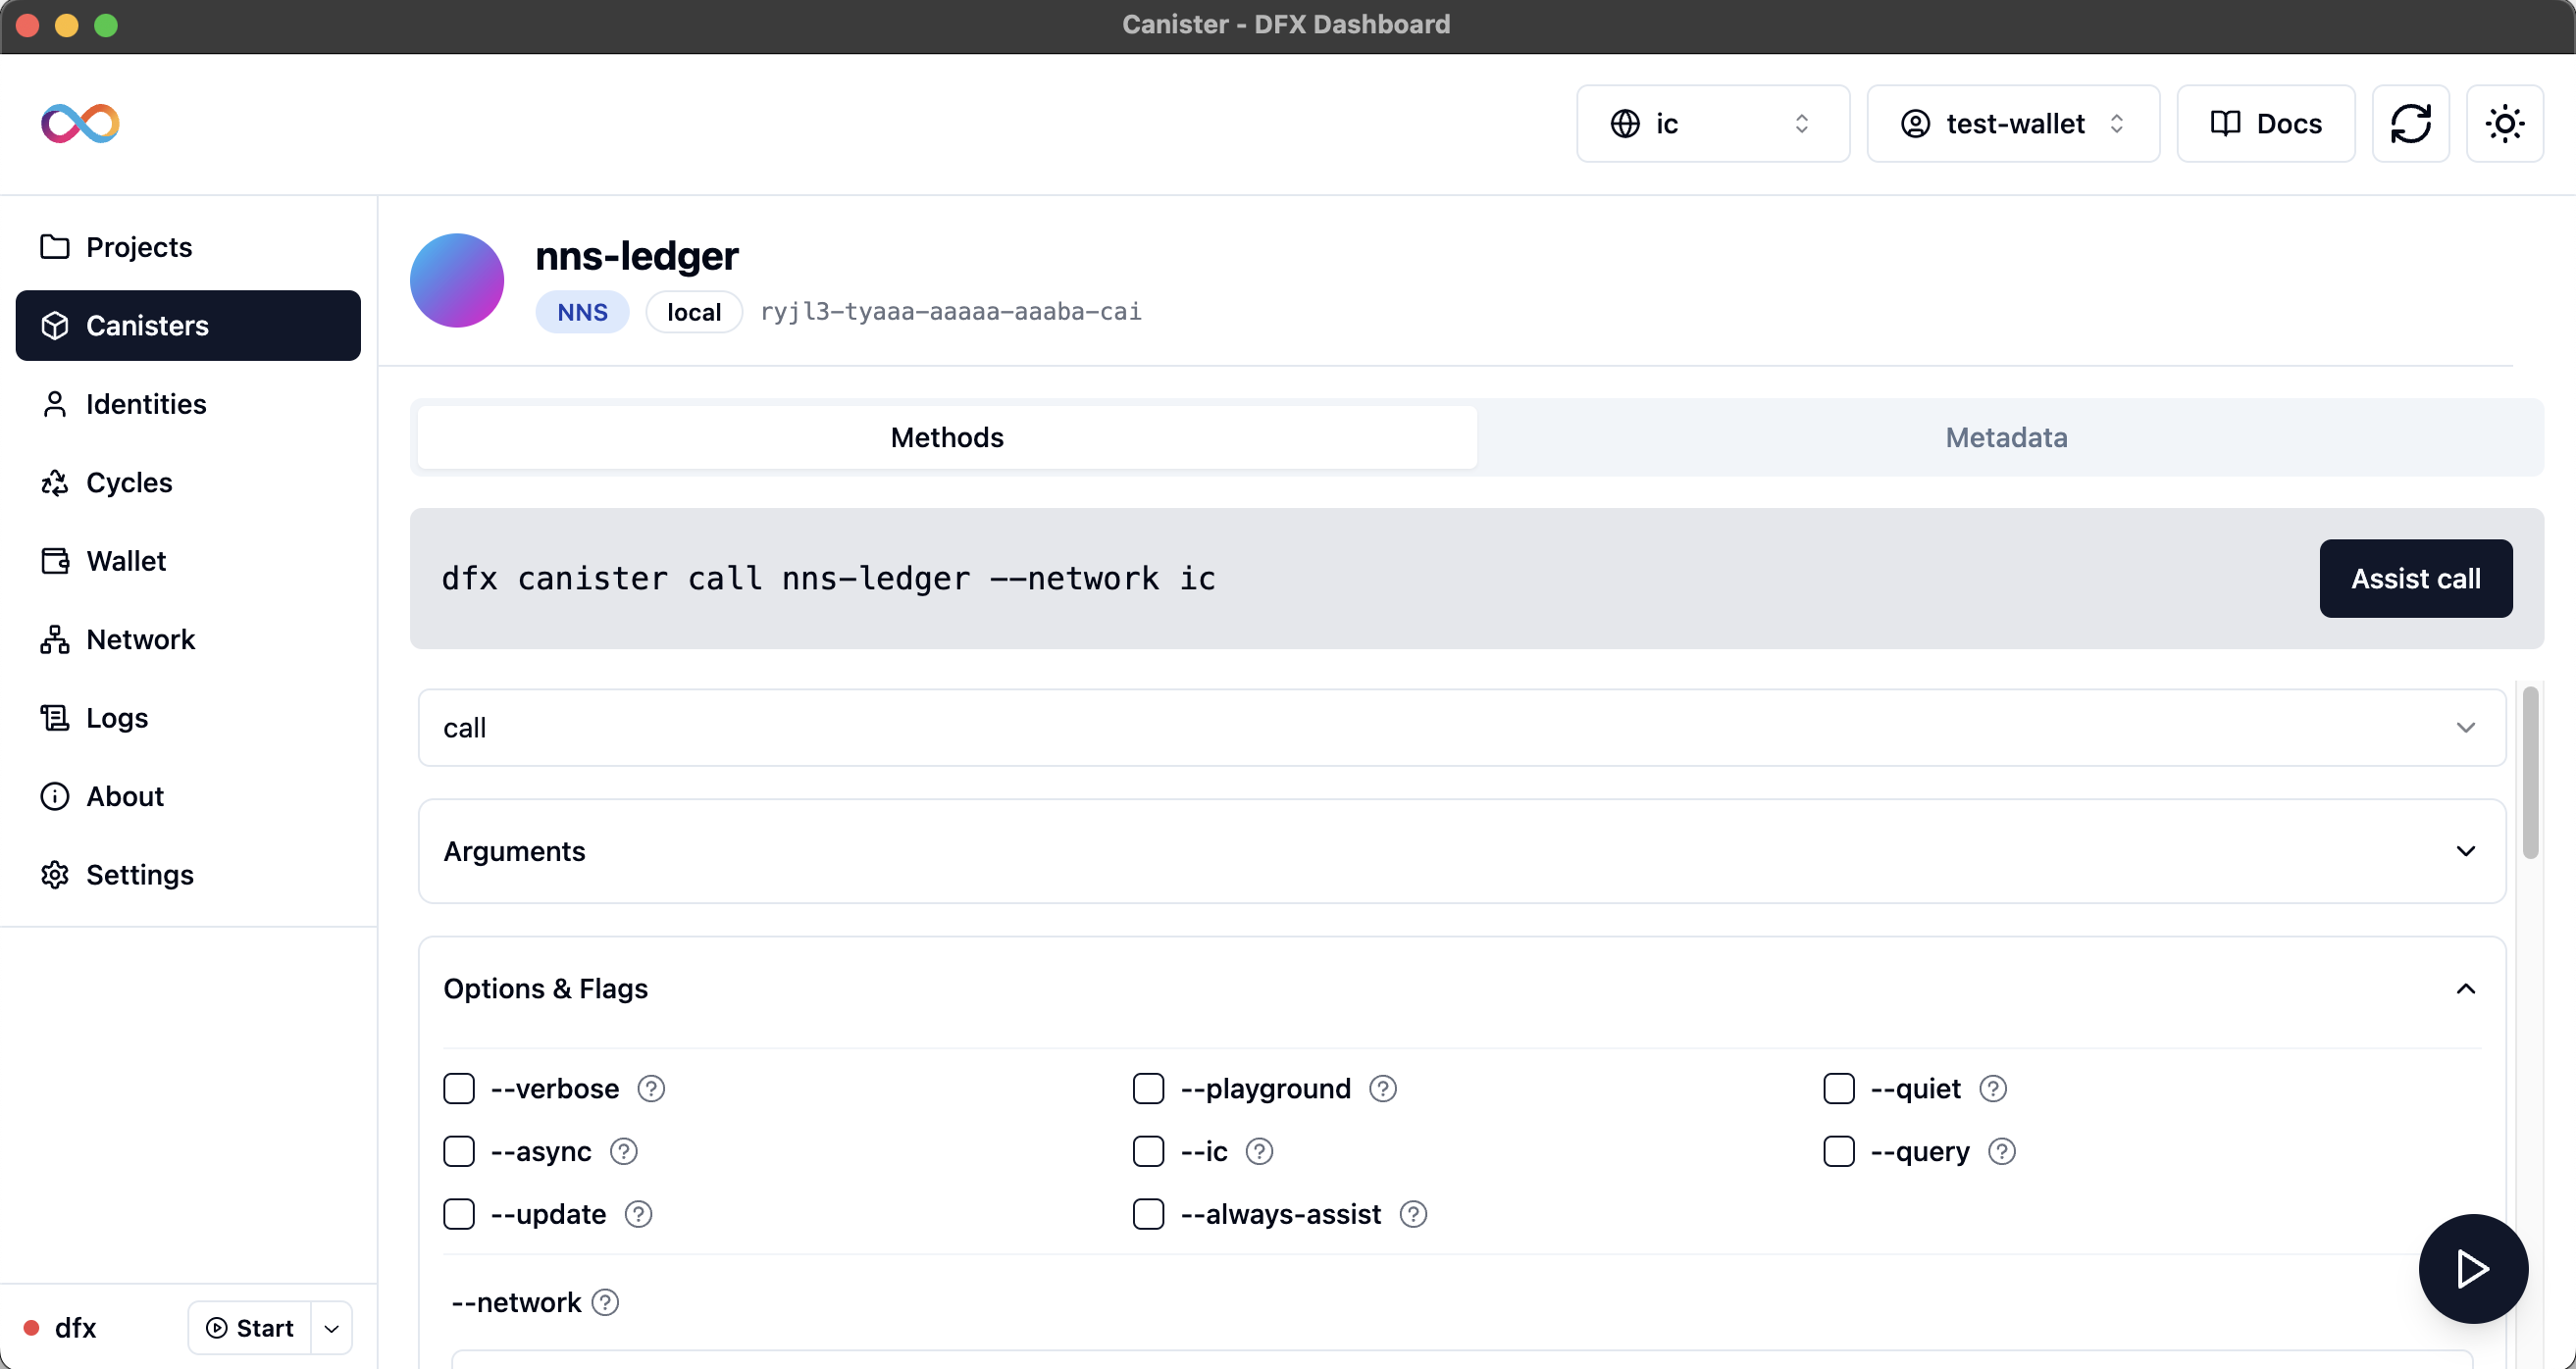 Canister - DFX Dashboard
ic
test-wallet
Docs
Projects
Canisters
Identities
Cycles
Wallet
Network
Logs
About
Settings
dfx
Start
nns-ledger
NNS
local
ryjl3-tyaaa-aaaaa-aaaba-cai
Methods
Metadata
dfx canister call nns-ledger --network ic
Assist call
call
Arguments
Options & Flags
--verbose
--playground
--quiet
--async
--ic
--query
--update
--always-assist
--network